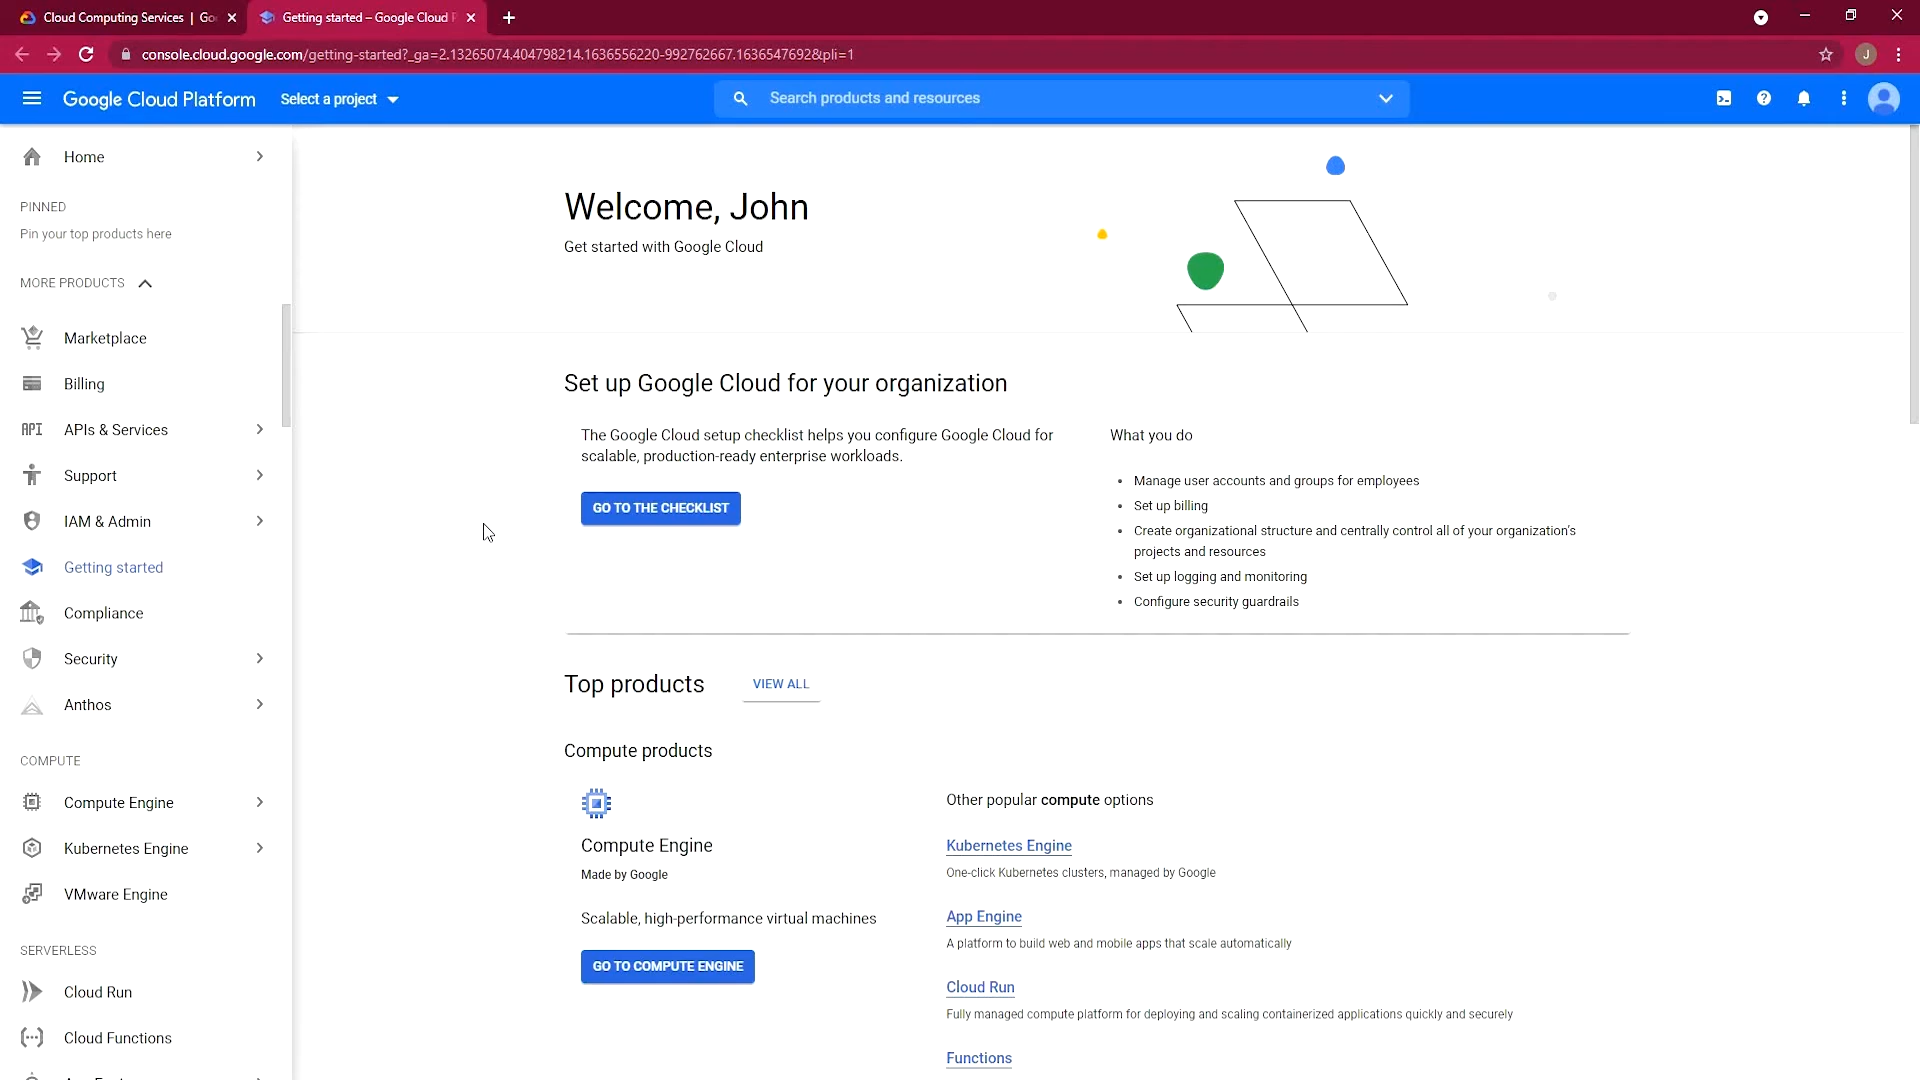 Cloud Computing Services | Go
Getting started – Google Cloud P
console.cloud.google.com/getting-started?_ga=2.13265074.404798214.1636556220-992762667.1636547692&pli=1
J
Google Cloud Platform
Select a project
Search products and resources
Home
PINNED
Pin your top products here
MORE PRODUCTS
Marketplace
Billing
API
APIs & Services
Support
IAM & Admin
Getting started
Compliance
Security
Anthos
COMPUTE
Compute Engine
Kubernetes Engine
VMware Engine
SERVERLESS
Cloud Run
Cloud Functions
Welcome, John
Get started with Google Cloud
Set up Google Cloud for your organization
The Google Cloud setup checklist helps you configure Google Cloud for
scalable, production-ready enterprise workloads.
GO TO THE CHECKLIST
What you do
• Manage user accounts and groups for employees
• Set up billing
• Create organizational structure and centrally control all of your organization's
projects and resources
• Set up logging and monitoring
• Configure security guardrails
Top products
VIEW ALL
Compute products
Compute Engine
Made by Google
Scalable, high-performance virtual machines
GO TO COMPUTE ENGINE
Other popular compute options
Kubernetes Engine
One-click Kubernetes clusters, managed by Google
App Engine
A platform to build web and mobile apps that scale automatically
Cloud Run
Fully managed compute platform for deploying and scaling containerized applications quickly and securely
Functions